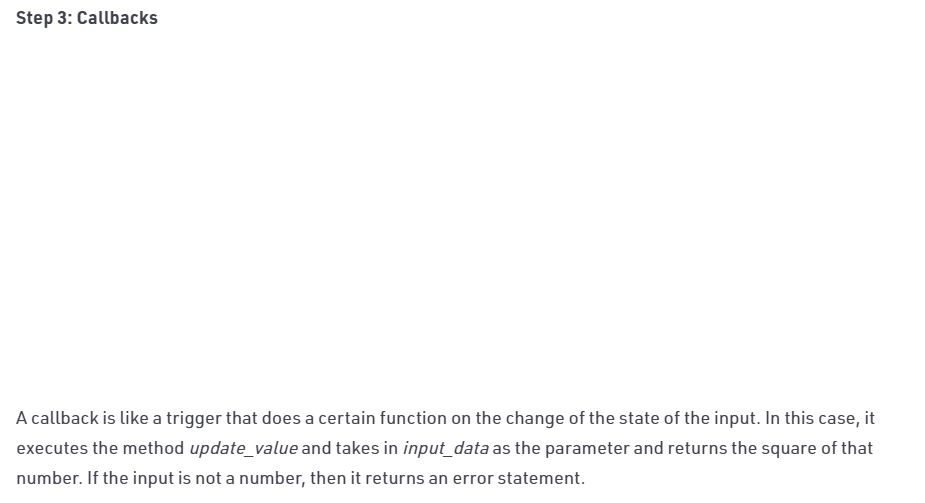 Step 3: Callbacks
A callback is like a trigger that does a certain function on the change of the state of the input. In this case, it
executes the method update_value and takes in input_data as the parameter and returns the square of that
number. If the input is not a number, then it returns an error statement.